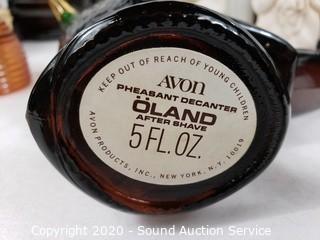 KEEP OUT OF REACH OF YOUNG CHILDREN
AVON
PHEASANT DECANTER
ÖLAND
AFTER SHAVE
5 FL. OZ.
AVON PRODUCTS, INC., NEW YORK, N.Y. 10019
Copyright 2020 - Sound Auction Service